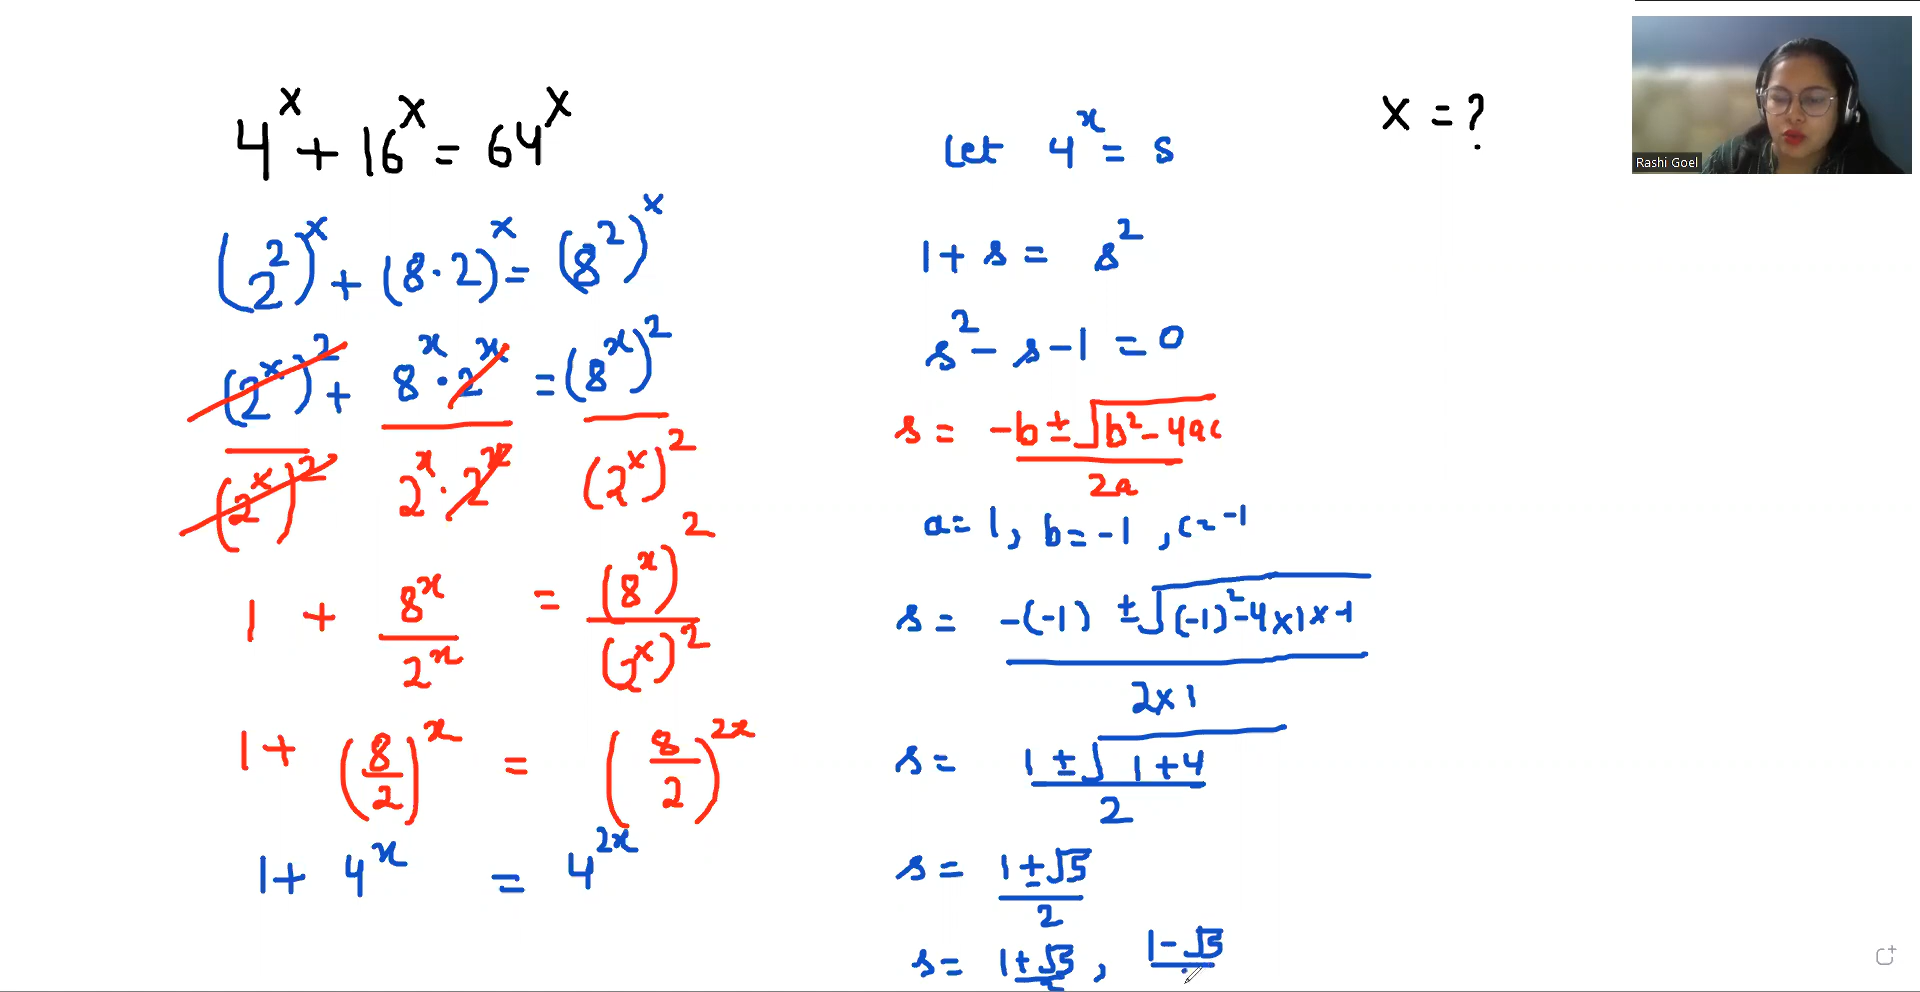 4^x + 16^x = 64^x
(2^2)^x + (8·2)^x = (8^2)^x
(2^x)^2/(2^x)^2 + 8^x·2^x/2^x·2^x = (8^x)^2/(2^x)^2
1 + 8^x/2^x = (8^x)^2/(2^x)^2
1 + (8/2)^x = (8/2)^2x
1 + 4^x = 4^2x
Let 4^x = s
1 + s = s^2
s^2 - s - 1 = 0
s = -b ± √b^2 - 4ac / 2a
a = 1, b = -1, c = -1
s = -(-1) ± √(-1)^2 - 4×1×-1 / 2×1
s = 1 ± √1+4 / 2
s = 1 ± √5 / 2
s = 1+√5/2, 1-√5
x = ?
Rashi Goel